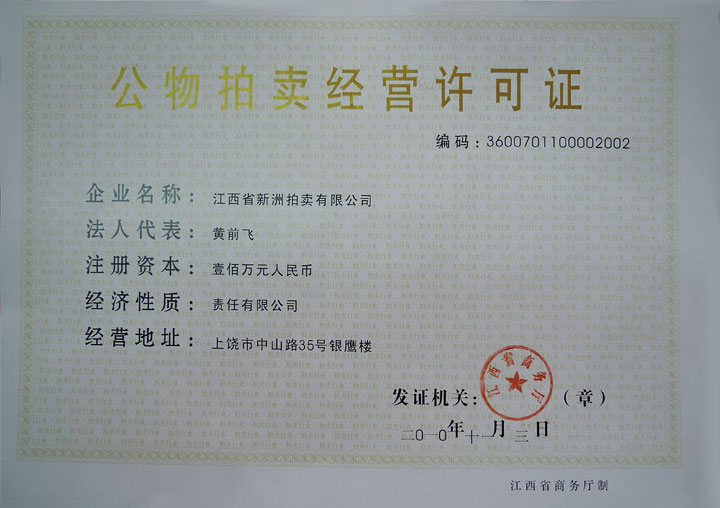 公物拍卖经营许可证
编码：3600701100002002
企业名称：江西省新洲拍卖有限公司
法人代表：黄前飞
注册资本：壹佰万元人民币
经济性质：责任有限公司
经营地址：上饶市中山路35号银鹰楼
江西省商务厅
发证机关：（章）
二0一0年十一月三日
江西省商务厅制